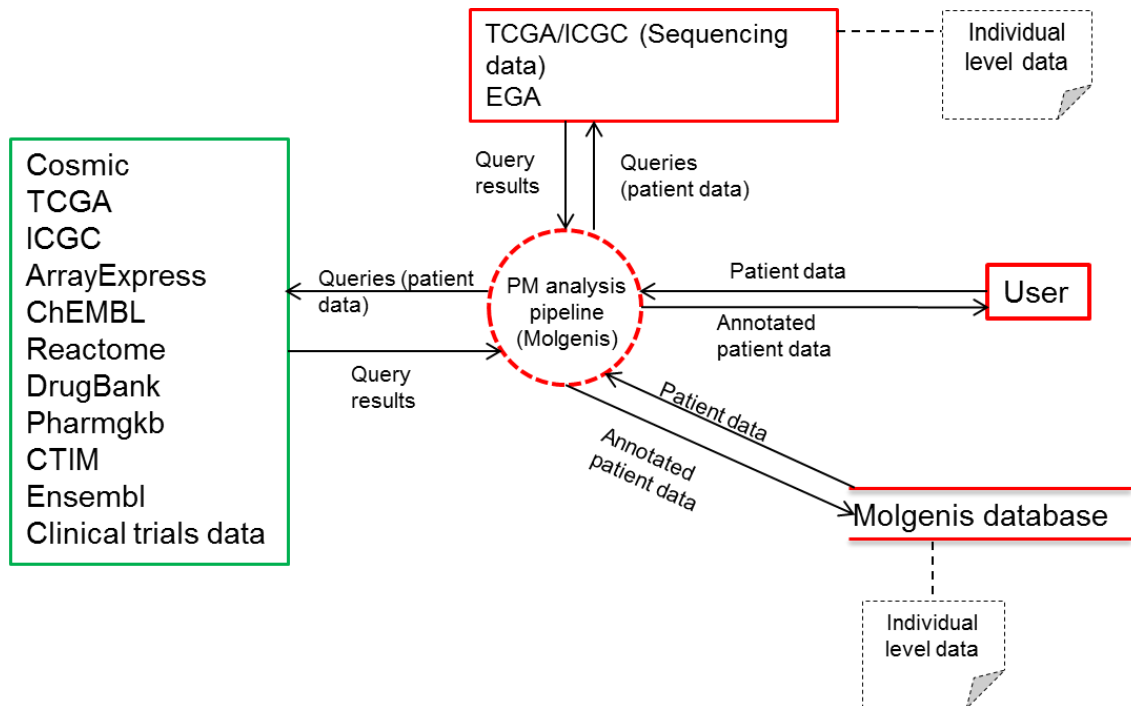 TCGA/ICGC (Sequencing
data)
EGA
Individual
level data
Query
results
Queries
(patient data)
Cosmic
TCGA
ICGC
ArrayExpress
ChEMBL
Reactome
DrugBank
Pharmgkb
CTIM
Ensembl
Clinical trials data
Queries (patient
data)
Query
results
PM analysis
pipeline
(Molgenis)
Patient data
Annotated
patient data
User
Patient data
Annotated
patient data
Molgenis database
Individual
level data